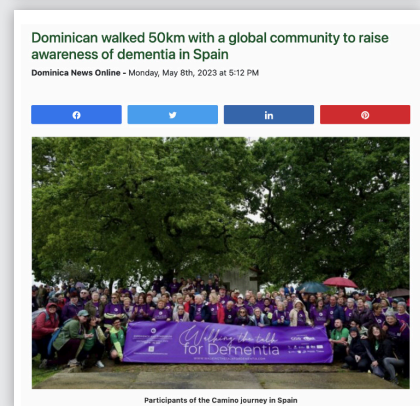 Dominican walked 50km with a global community to raise
awareness of dementia in Spain
Dominica News Online - Monday, May 8th, 2023 at 5:12 PM
Walking the talk
for Dementia
Participants of the Camino journey in Spain